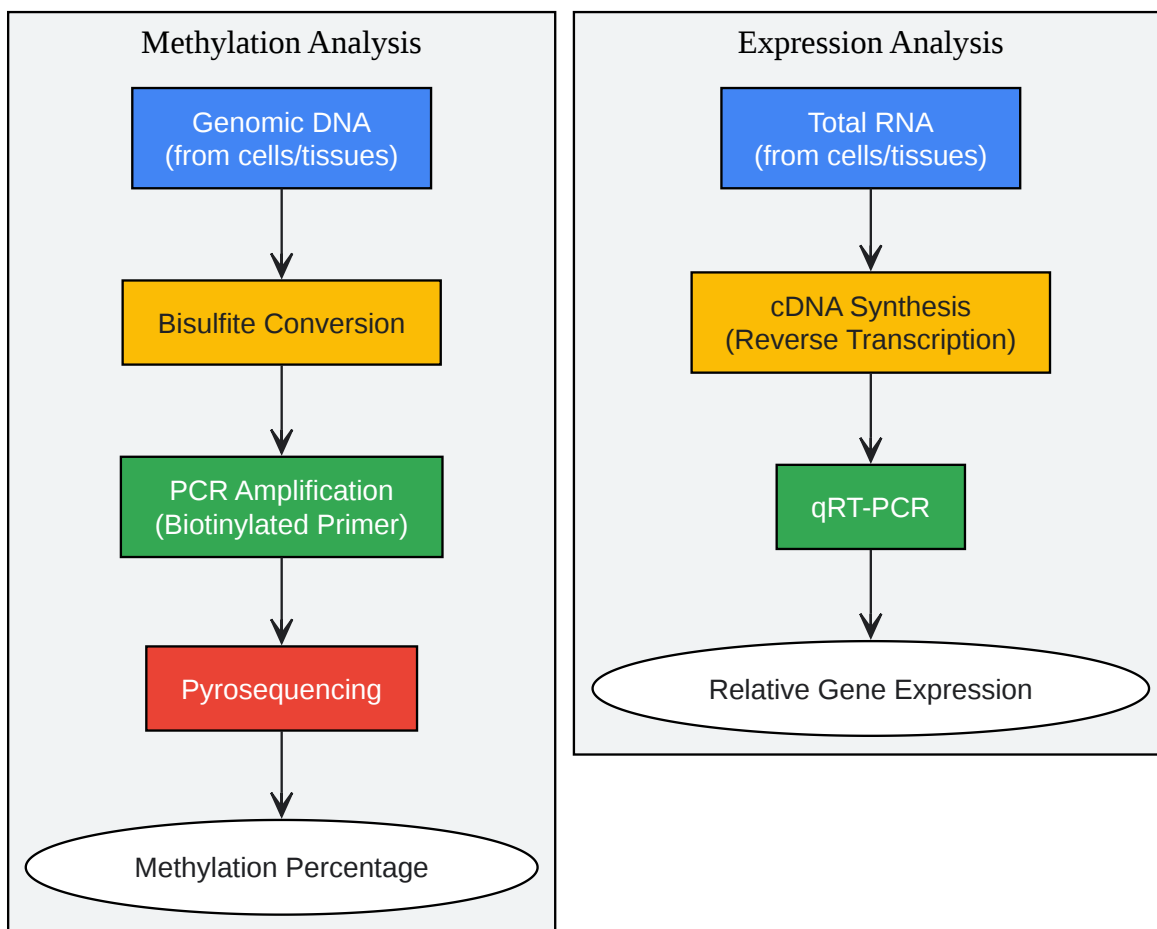 Methylation Analysis
Genomic DNA
(from cells/tissues)
Bisulfite Conversion
PCR Amplification
(Biotinylated Primer)
Pyrosequencing
Methylation Percentage
Expression Analysis
Total RNA
(from cells/tissues)
cDNA Synthesis
(Reverse Transcription)
qRT-PCR
Relative Gene Expression